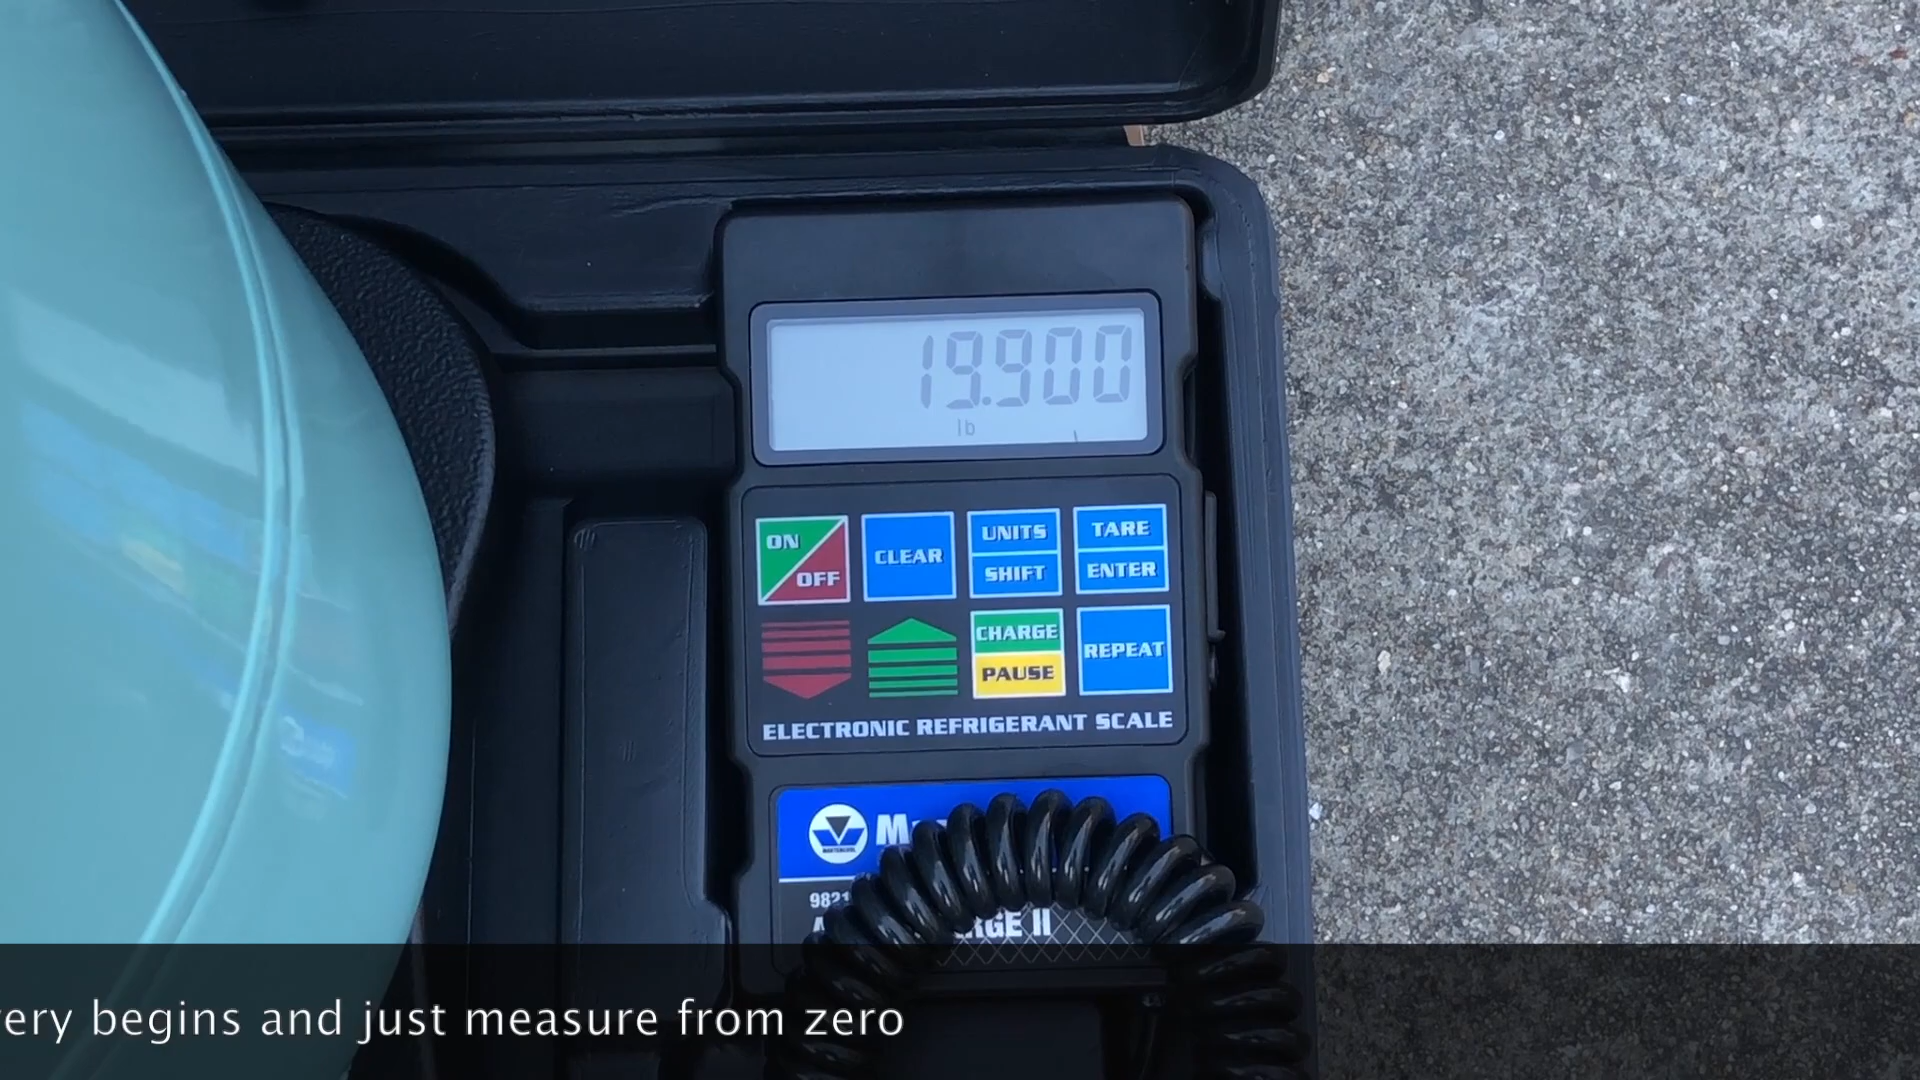 19.900
lb
ON
OFF
CLEAR
UNITS
SHIFT
TARE
ENTER
CHARGE
PAUSE
REPEAT
ELECTRONIC REFRIGERANT SCALE
II
begins and just measure from zero